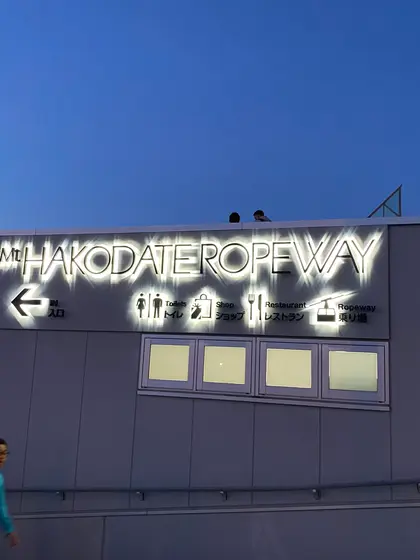 Mt. HAKODATE ROPEWAY
入口
Toilets
トイレ
Shop
ショップ
Restaurant
レストラン
Ropeway
乗り場